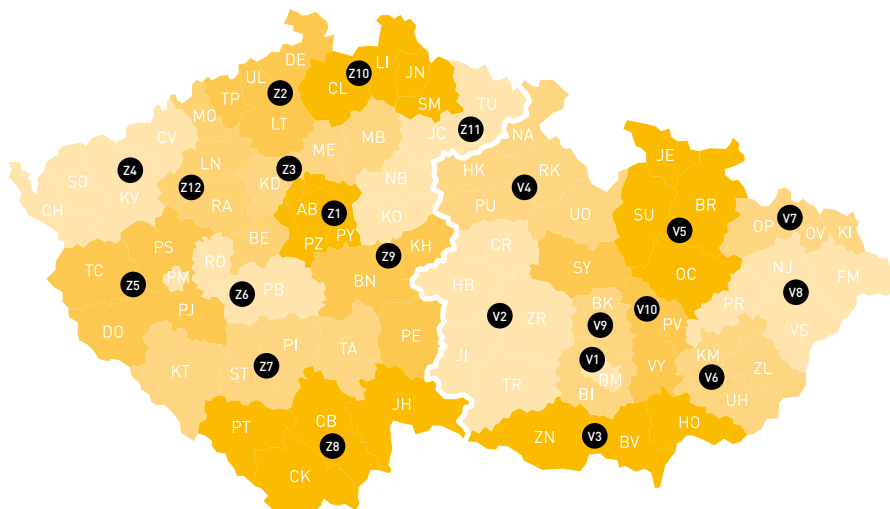 DE
LI
UL
Z10
JN
CL
Z2
TP
SM
TU
MO
LT
Z11
JC
NA
CV
ME
MB
LN
Z3
HK
RK
JE
Z4
SO
Z12
KD
NB
V4
KV
RA
AB
Z1
KO
PU
UO
SU
BR
V7
OP
CH
BE
PZ
PY
CR
V5
OV
KI
PS
RO
Z9
KH
SY
OC
NJ
FM
TC
Z5
PM
Z6
PB
BN
HB
V8
PJ
V2
BK
V10
PR
DO
ZR
V9
PV
VS
PI
TA
PE
JI
V1
KM
KT
ST
Z7
BM
VY
V6
ZL
TR
BI
UH
JH
PT
CB
HO
Z8
ZN
V3
BV
CK